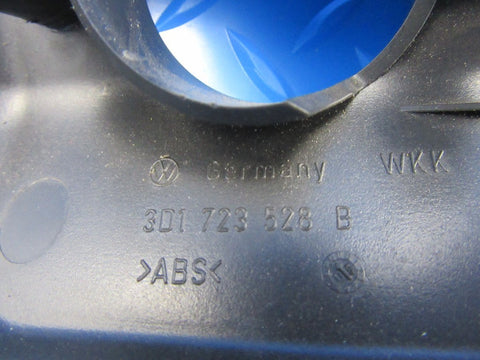 Germany WKK
3D1 723 528 B
>ABS<